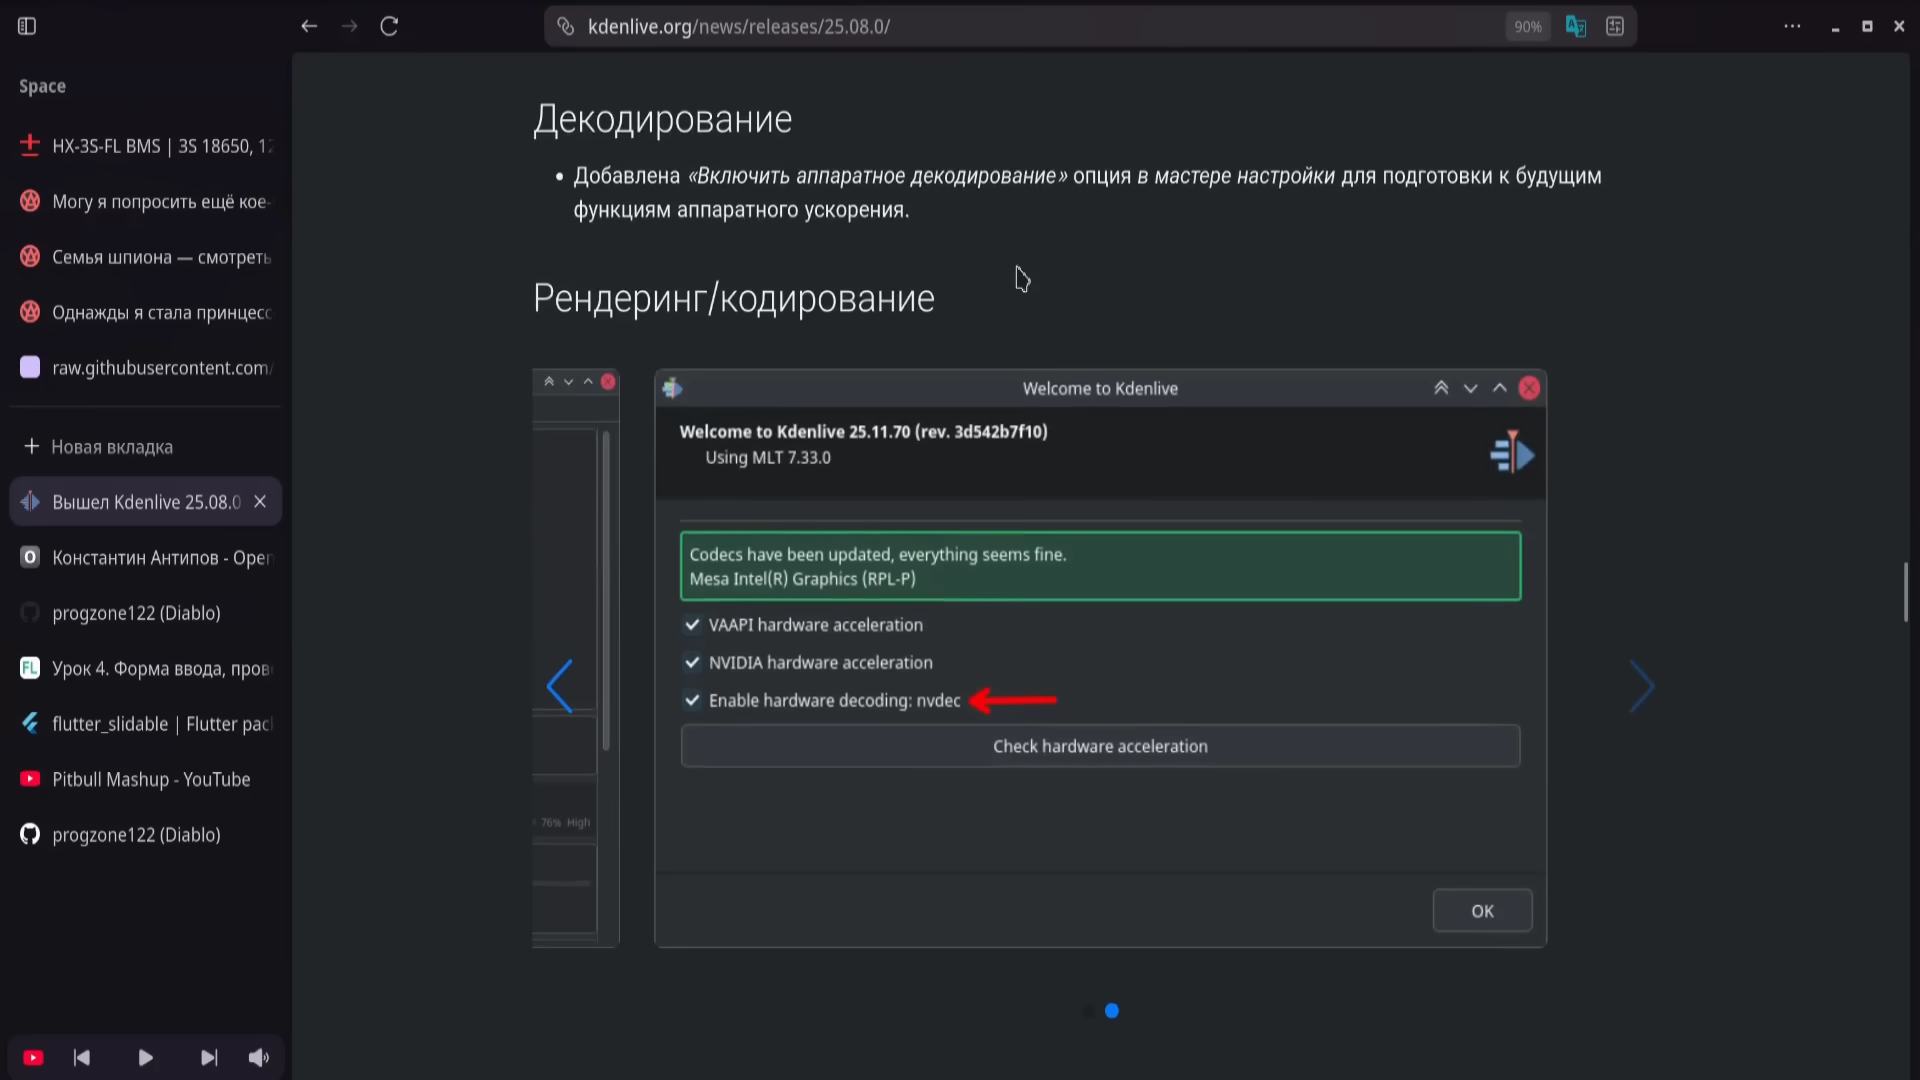 kdenlive.org/news/releases/25.08.0/
90%
Space
HX-3S-FL BMS | 3S 18650, 12
Могу я попросить ещё кое-
Семья шпиона — смотреть
Однажды я стала принцесс
raw.githubusercontent.com/
Новая вкладка
Вышел Kdenlive 25.08.0
Константин Антипов - Open
progzone122 (Diablo)
Урок 4. Форма ввода, прове
flutter_slidable | Flutter pack
Pitbull Mashup - YouTube
progzone122 (Diablo)
Декодирование
• Добавлена «Включить аппаратное декодирование» опция в мастере настройки для подготовки к будущим
функциям аппаратного ускорения.
Рендеринг/кодирование
76% High
Welcome to Kdenlive
Welcome to Kdenlive 25.11.70 (rev. 3d542b7f10)
Using MLT 7.33.0
Codecs have been updated, everything seems fine.
Mesa Intel(R) Graphics (RPL-P)
VAAPI hardware acceleration
NVIDIA hardware acceleration
Enable hardware decoding: nvdec
Check hardware acceleration
OK